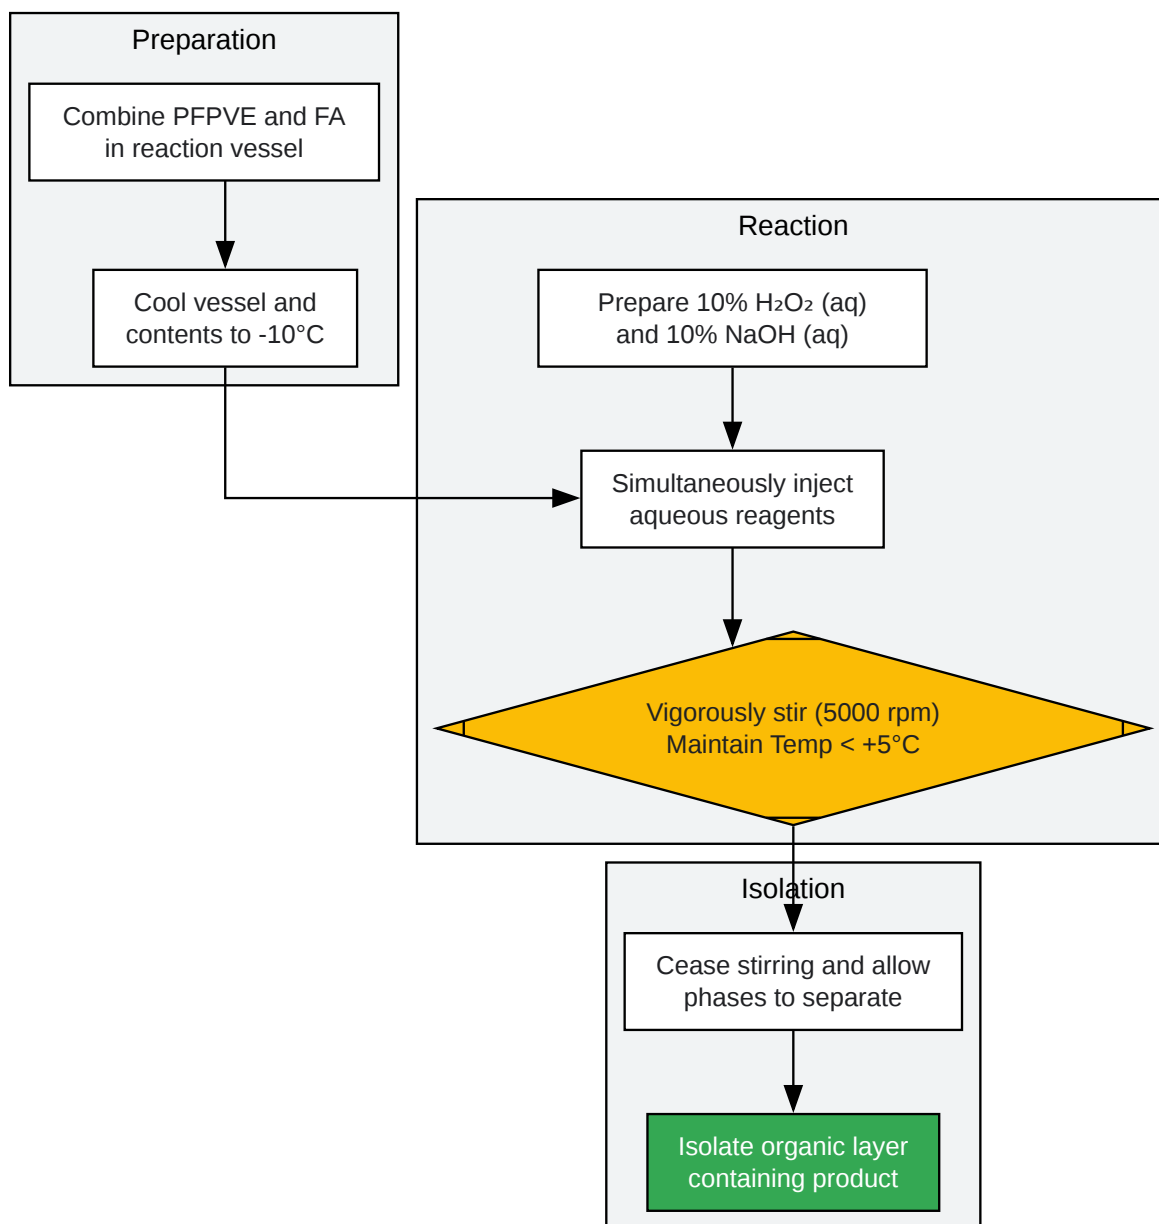 Preparation
Combine PFPVE and FA
in reaction vessel
Cool vessel and
contents to -10°C
Reaction
Prepare 10% H₂O₂ (aq)
and 10% NaOH (aq)
Simultaneously inject
aqueous reagents
Vigorously stir (5000 rpm)
Maintain Temp < +5°C
Isolation
Cease stirring and allow
phases to separate
Isolate organic layer
containing product